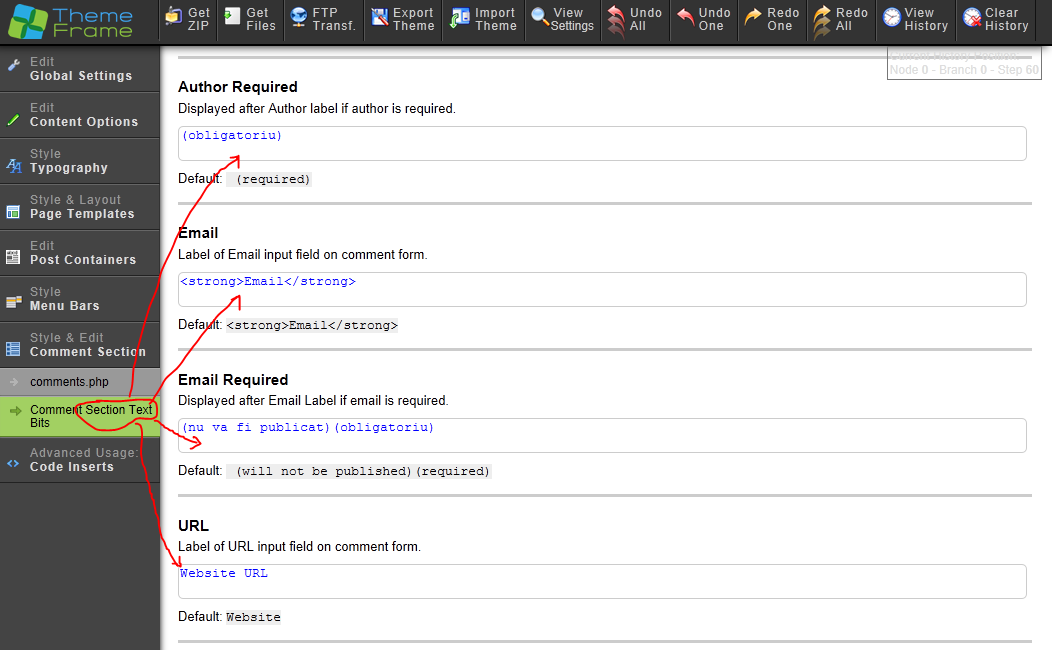 Theme
Frame
Get
ZIP
Get
Files
FTP
Transf.
Export
Theme
Import
Theme
View
Settings
Undo
All
Undo
One
Redo
One
Redo
All
View
History
Clear
History
Current History Position:
Node 0 - Branch 0 - Step 60
Edit
Global Settings
Edit
Content Options
Style
Typography
Style & Layout
Page Templates
Edit
Post Containers
Style
Menu Bars
Style & Edit
Comment Section
comments.php
Comment Section Text
Bits
Advanced Usage:
Code Inserts
Author Required
Displayed after Author label if author is required.
(obligatoriu)
Default: (required)
Email
Label of Email input field on comment form.
<strong>Email</strong>
Default: <strong>Email</strong>
Email Required
Displayed after Email Label if email is required.
(nu va fi publicat)(obligatoriu)
Default: (will not be published)(required)
URL
Label of URL input field on comment form.
Website URL
Default: Website